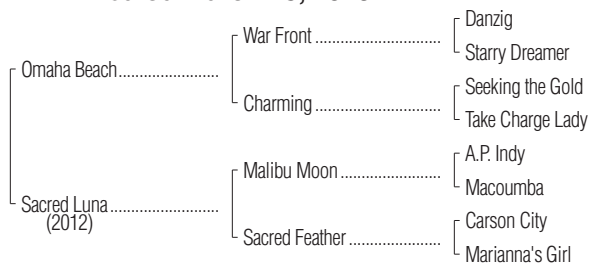 War Front
Danzig
Starry Dreamer
Omaha Beach
Charming
Seeking the Gold
Take Charge Lady
Malibu Moon
A.P. Indy
Macoumba
Sacred Luna
(2012)
Sacred Feather
Carson City
Marianna's Girl